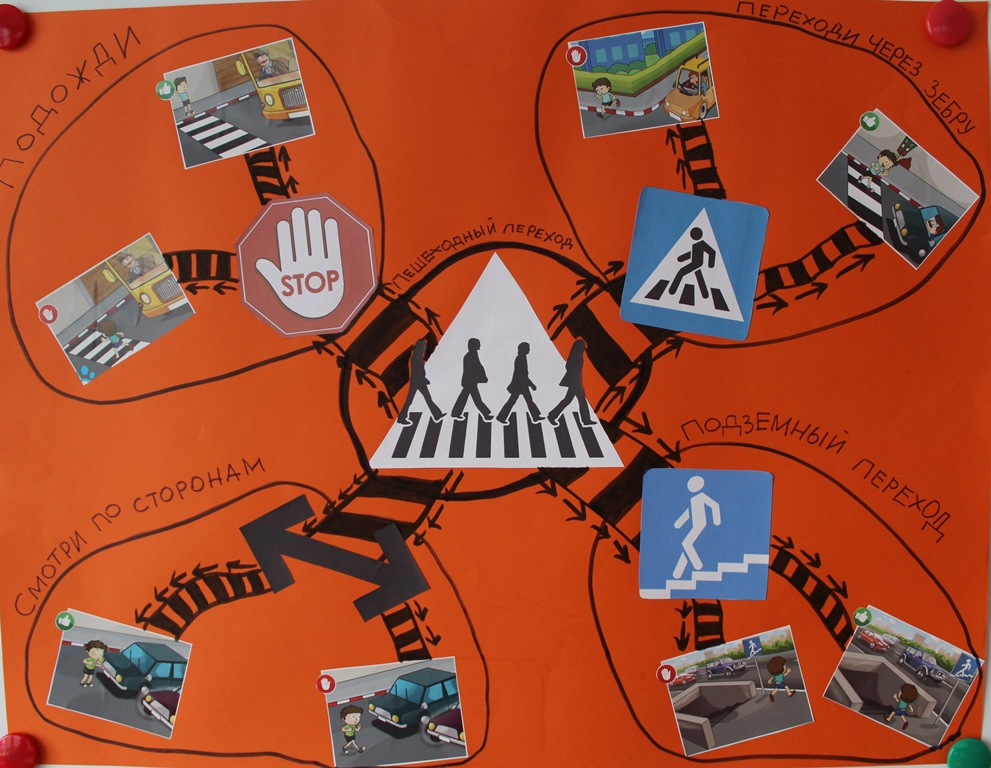 ПОДОЖДИ
ПЕРЕХОДИ ЧЕРЕЗ ЗЕБРУ
STOP
ПЕШЕХОДНЫЙ ПЕРЕХОД
СМОТРИ ПО СТОРОНАМ
ПОДЗЕМНЫЙ ПЕРЕХОД